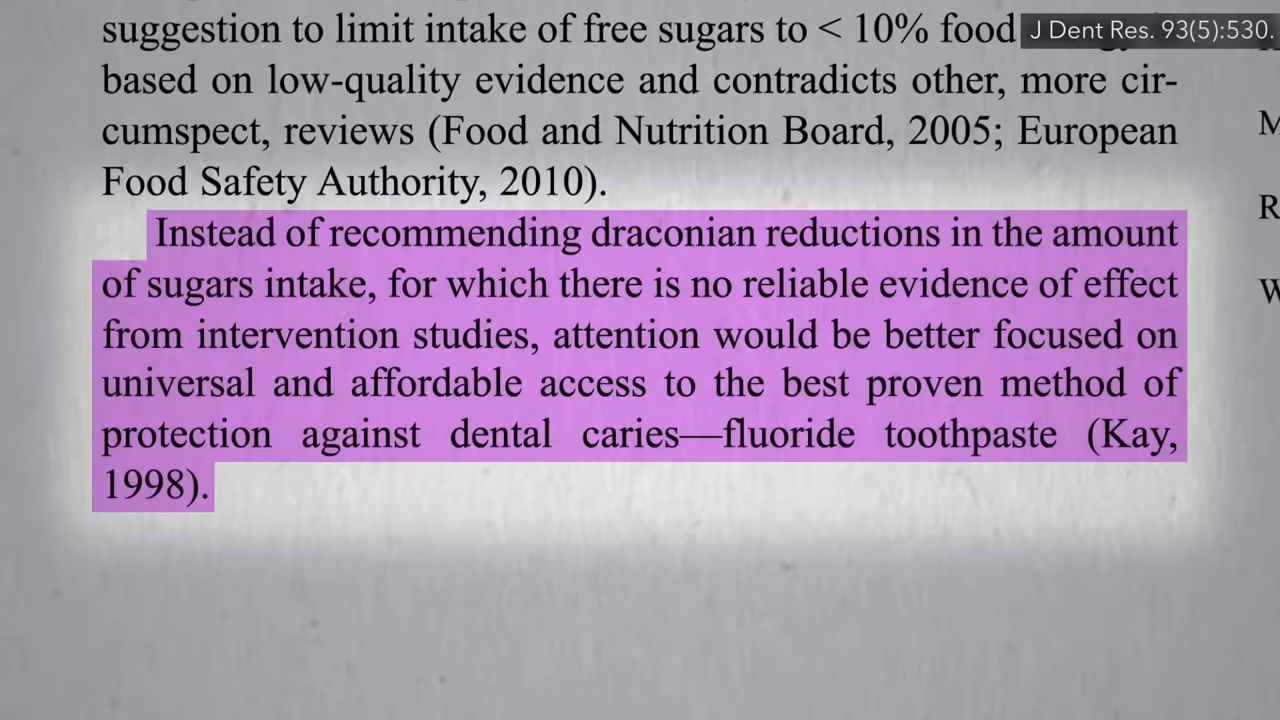 suggestion to limit intake of free sugars to < 10% food
J Dent Res. 93(5):530.
based on low-quality evidence and contradicts other, more cir-
cumspect, reviews (Food and Nutrition Board, 2005; European
Food Safety Authority, 2010).
Instead of recommending draconian reductions in the amount
of sugars intake, for which there is no reliable evidence of effect
from intervention studies, attention would be better focused on
universal and affordable access to the best proven method of
protection against dental caries—fluoride toothpaste (Kay,
1998).
M
R
W